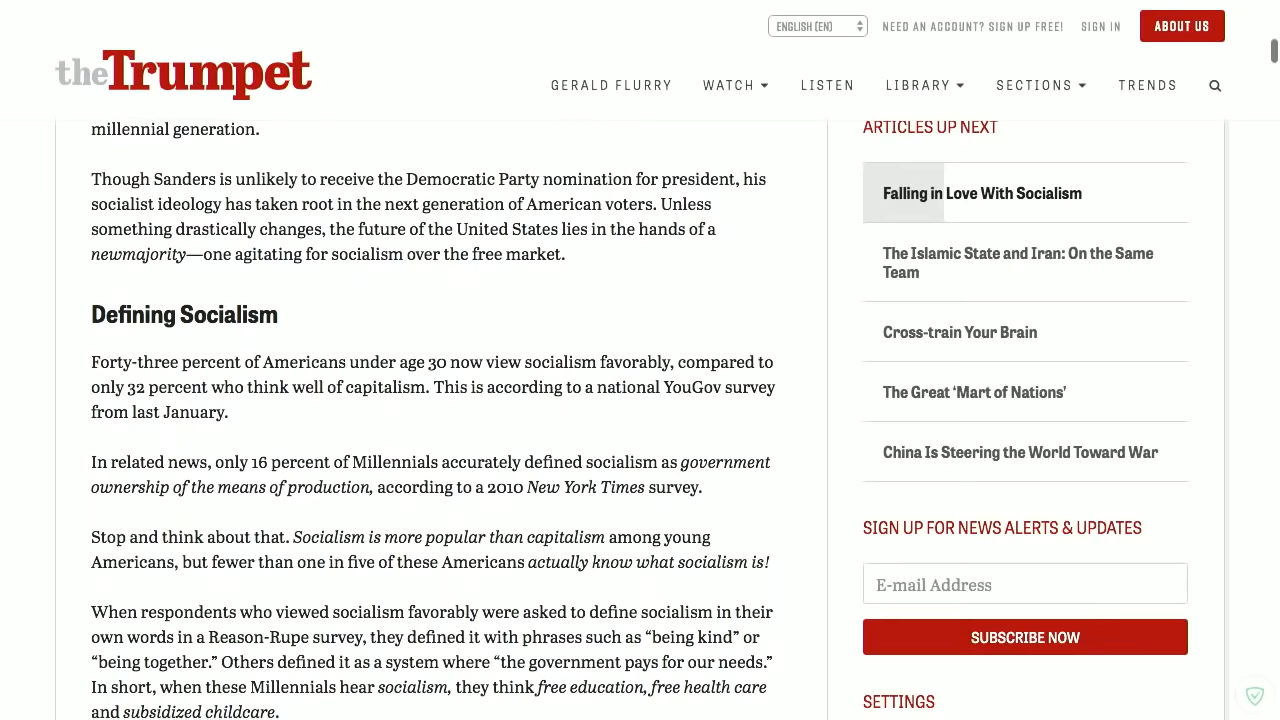 ENGLISH (EN)
NEED AN ACCOUNT? SIGN UP FREE!
SIGN IN
ABOUT US
theTrumpet
GERALD FLURRY
WATCH
LISTEN
LIBRARY
SECTIONS
TRENDS
millennial generation.
Though Sanders is unlikely to receive the Democratic Party nomination for president, his
socialist ideology has taken root in the next generation of American voters. Unless
something drastically changes, the future of the United States lies in the hands of a
newmajority—one agitating for socialism over the free market.
Defining Socialism
Forty-three percent of Americans under age 30 now view socialism favorably, compared to
only 32 percent who think well of capitalism. This is according to a national YouGov survey
from last January.
In related news, only 16 percent of Millennials accurately defined socialism as government
ownership of the means of production, according to a 2010 New York Times survey.
Stop and think about that. Socialism is more popular than capitalism among young
Americans, but fewer than one in five of these Americans actually know what socialism is!
When respondents who viewed socialism favorably were asked to define socialism in their
own words in a Reason-Rupe survey, they defined it with phrases such as “being kind” or
“being together.” Others defined it as a system where “the government pays for our needs.”
In short, when these Millennials hear socialism, they think free education, free health care
and subsidized childcare.
ARTICLES UP NEXT
Falling in Love With Socialism
The Islamic State and Iran: On the Same
Team
Cross-train Your Brain
The Great ‘Mart of Nations’
China Is Steering the World Toward War
SIGN UP FOR NEWS ALERTS & UPDATES
E-mail Address
SUBSCRIBE NOW
SETTINGS